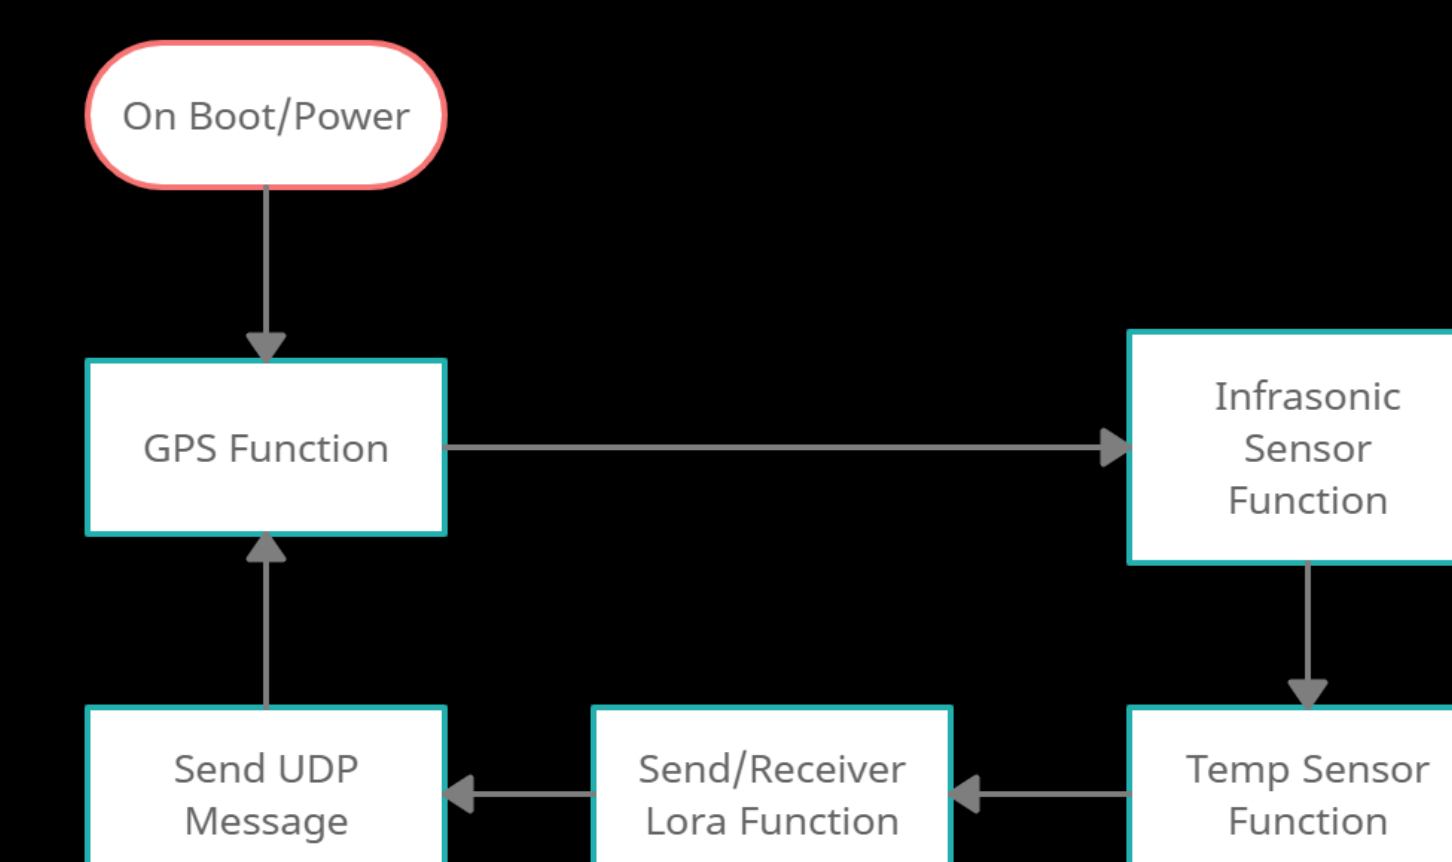 On Boot/Power
GPS Function
Infrasonic
Sensor
Function
Send UDP
Message
Send/Receiver
Lora Function
Temp Sensor
Function